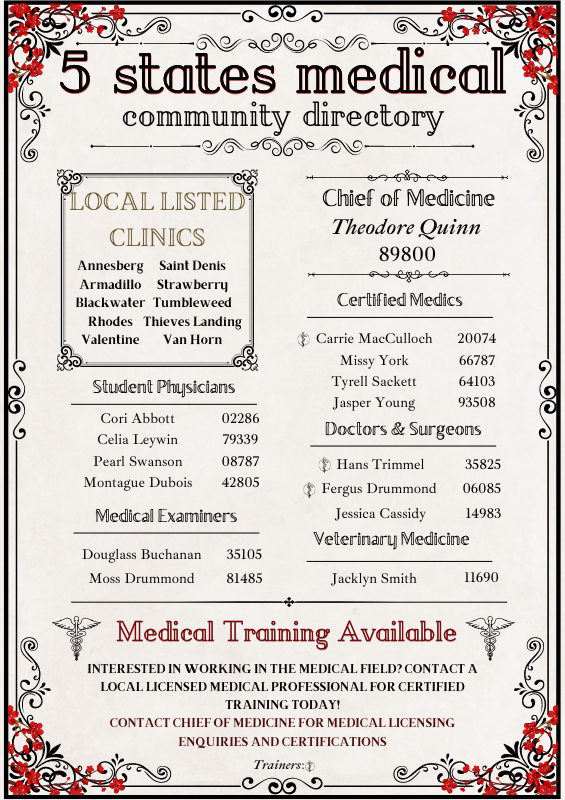 5 states medical
community directory
LOCAL LISTED
CLINICS
Annesberg Saint Denis
Armadillo Strawberry
Blackwater Tumbleweed
Rhodes Thieves Landing
Valentine Van Horn
Student Physicians
Cori Abbott 02286
Celia Leywin 79339
Pearl Swanson 08787
Montague Dubois 42805
Medical Examiners
Douglass Buchanan 35105
Moss Drummond 81485
Chief of Medicine
Theodore Quinn
89800
Certified Medics
Carrie MacCulloch 20074
Missy York 66787
Tyrell Sackett 64103
Jasper Young 93508
Doctors & Surgeons
Hans Trimmel 35825
Fergus Drummond 06085
Jessica Cassidy 14983
Veterinary Medicine
Jacklyn Smith 11690
Medical Training Available
INTERESTED IN WORKING IN THE MEDICAL FIELD? CONTACT A
LOCAL LICENSED MEDICAL PROFESSIONAL FOR CERTIFIED
TRAINING TODAY!
CONTACT CHIEF OF MEDICINE FOR MEDICAL LICENSING
ENQUIRIES AND CERTIFICATIONS
Trainers: